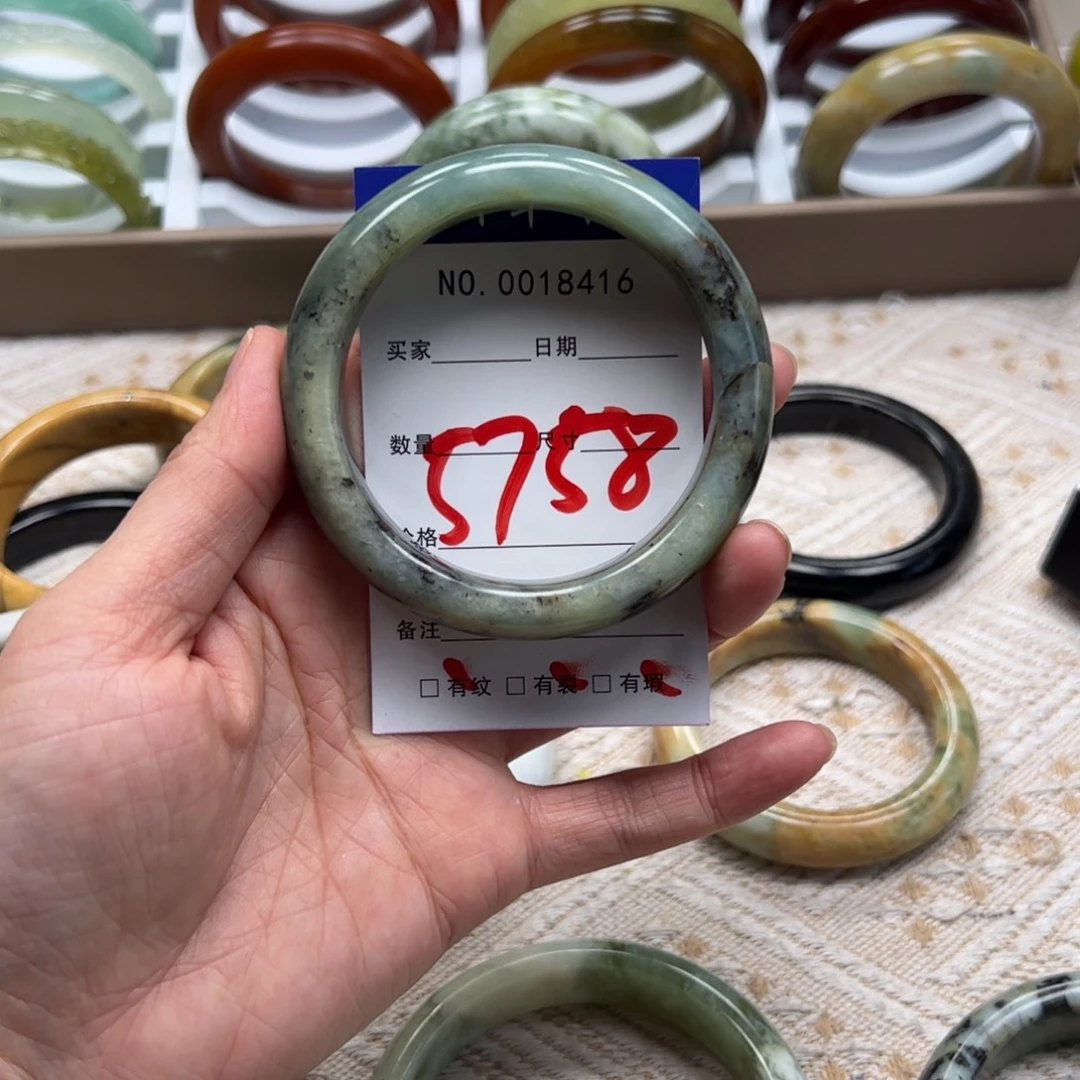 NO. 0018416
买家 日期
数量 尺寸
5758
格
备注
□ 有纹 □ 有裂 □ 有瑕